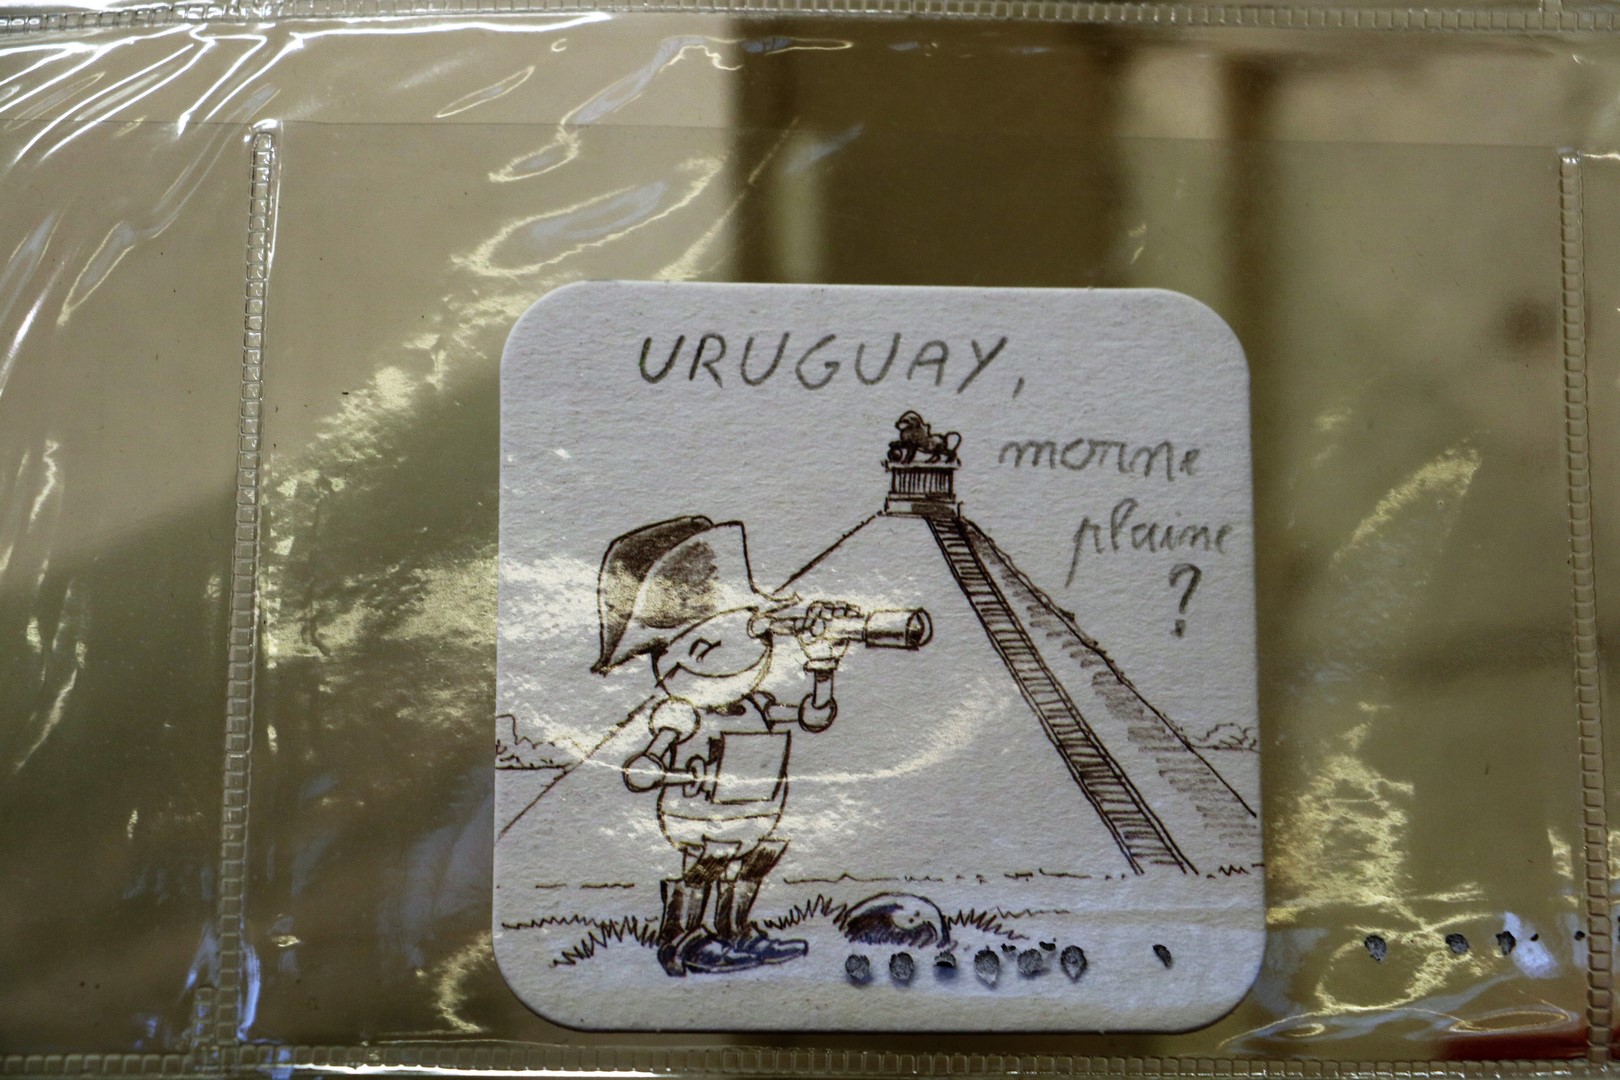 URUGUAY,
morne
plaine
?